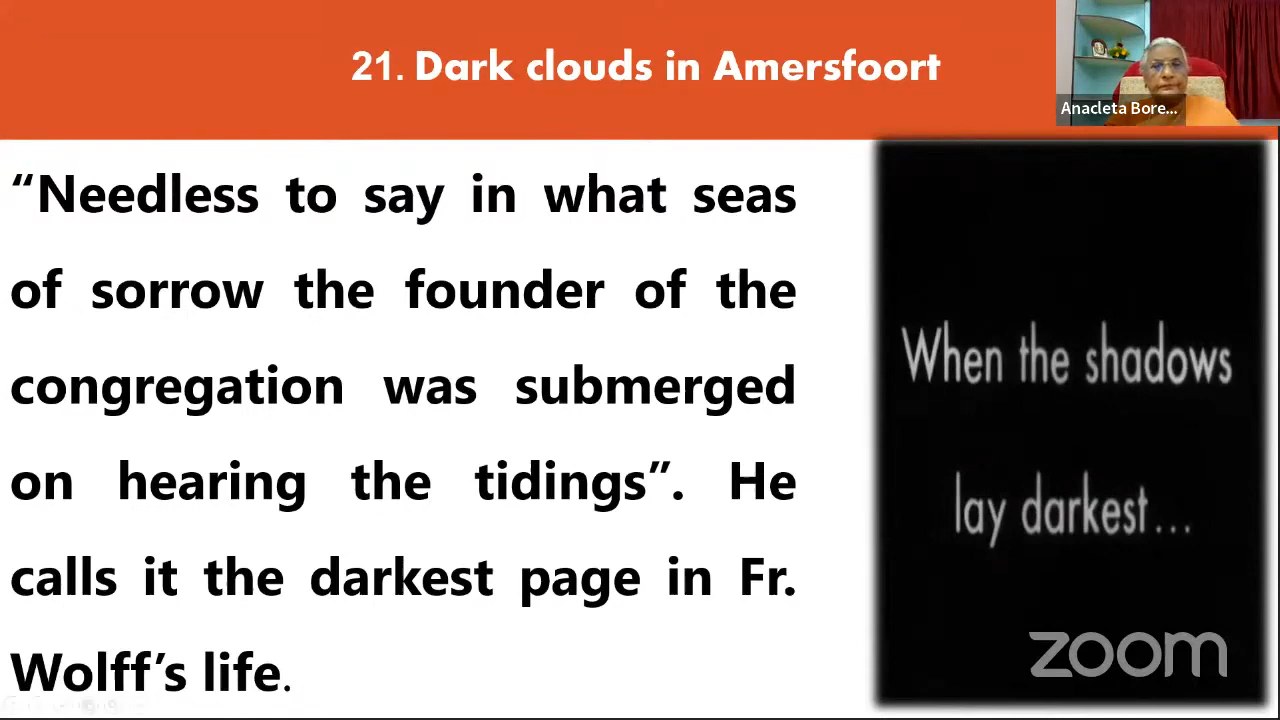 21. Dark clouds in Amersfoort
Anacleta Bore...
“Needless to say in what seas
of sorrow the founder of the
congregation was submerged
on hearing the tidings”. He
calls it the darkest page in Fr.
Wolff’s life.
When the shadows
lay darkest...
zoom